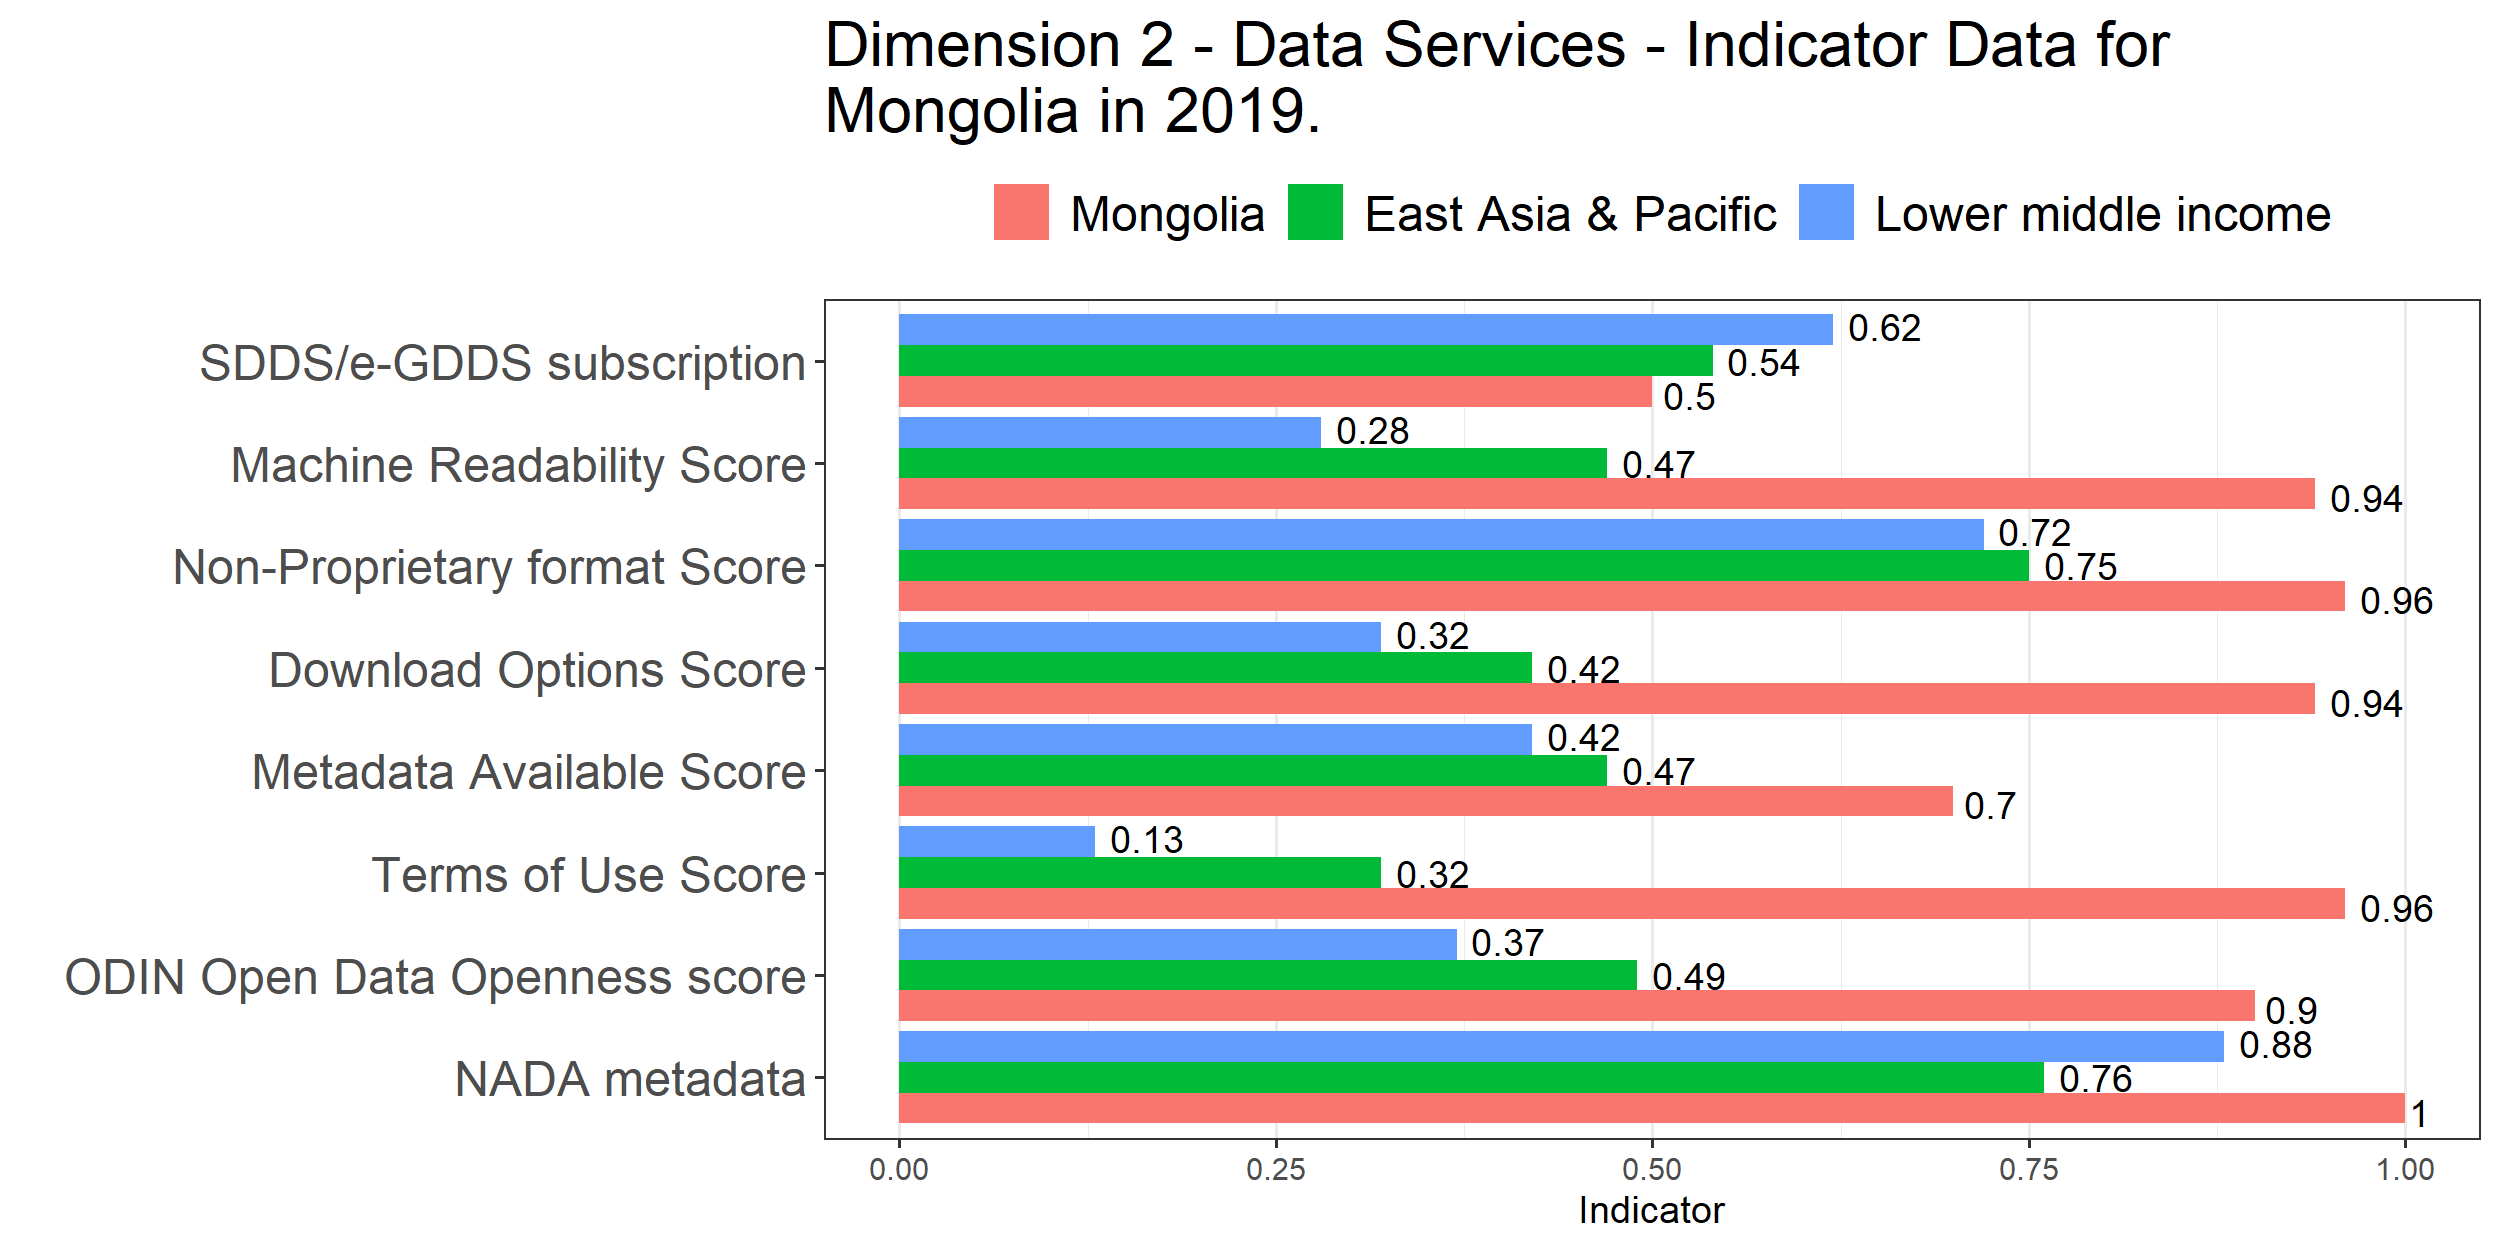 Dimension 2 - Data Services - Indicator Data for
Mongolia in 2019.
Mongolia
East Asia & Pacific
Lower middle income
SDDS/e-GDDS subscription
0.62
0.54
0.5
Machine Readability Score
0.28
0.47
0.94
Non-Proprietary format Score
0.72
0.75
0.96
Download Options Score
0.32
0.42
0.94
Metadata Available Score
0.42
0.47
0.7
Terms of Use Score
0.13
0.32
0.96
ODIN Open Data Openness score
0.37
0.49
0.9
NADA metadata
0.88
0.76
1
0.00 0.25 0.50 0.75 1.00
Indicator